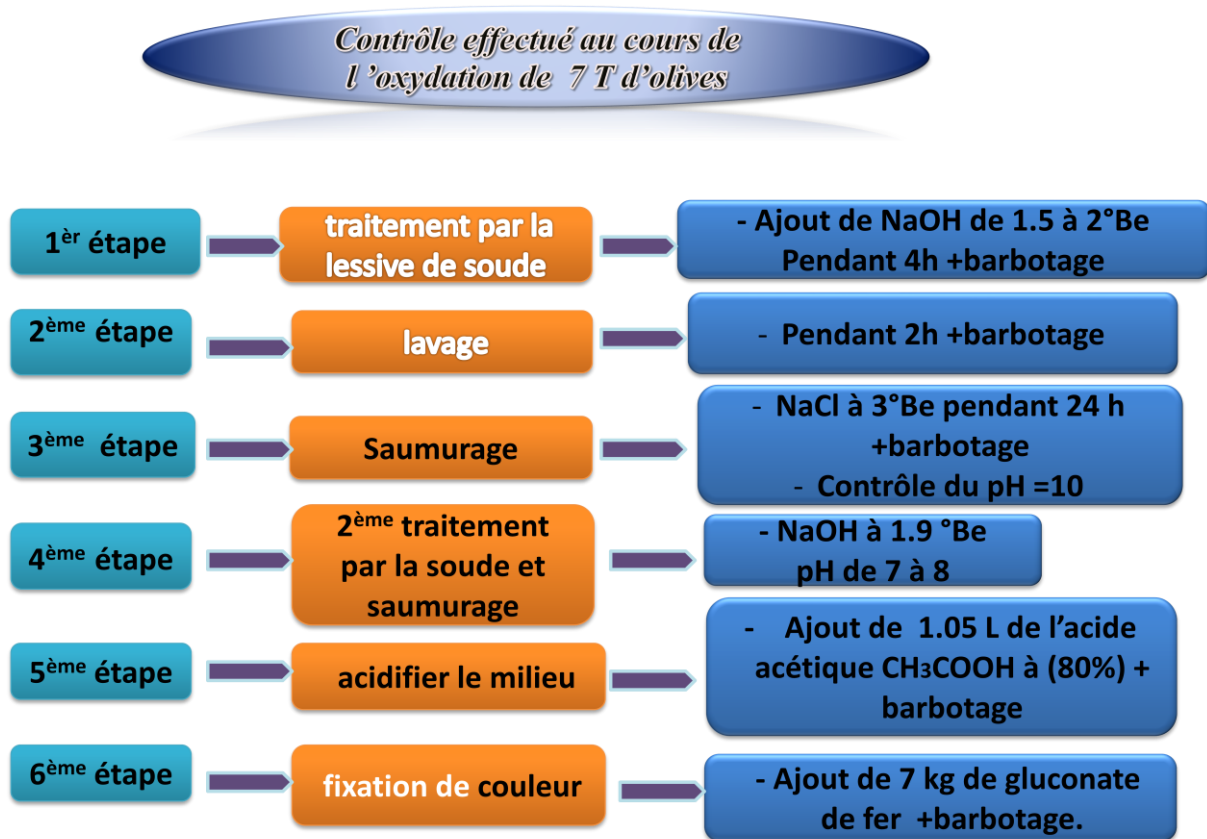 Contrôle effectué au cours de
l 'oxydation de 7 T d'olives
1èr étape
traitement par la
lessive de soude
- Ajout de NaOH de 1.5 à 2°Be
Pendant 4h +barbotage
2ème étape
lavage
- Pendant 2h +barbotage
3ème étape
Saumurage
- NaCl à 3°Be pendant 24 h
+barbotage
- Contrôle du pH =10
4ème étape
2ème traitement
par la soude et
saumurage
- NaOH à 1.9 °Be
pH de 7 à 8
5ème étape
acidifier le milieu
- Ajout de 1.05 L de l'acide
acétique CH3COOH à (80%) +
barbotage
6ème étape
fixation de couleur
- Ajout de 7 kg de gluconate
de fer +barbotage.